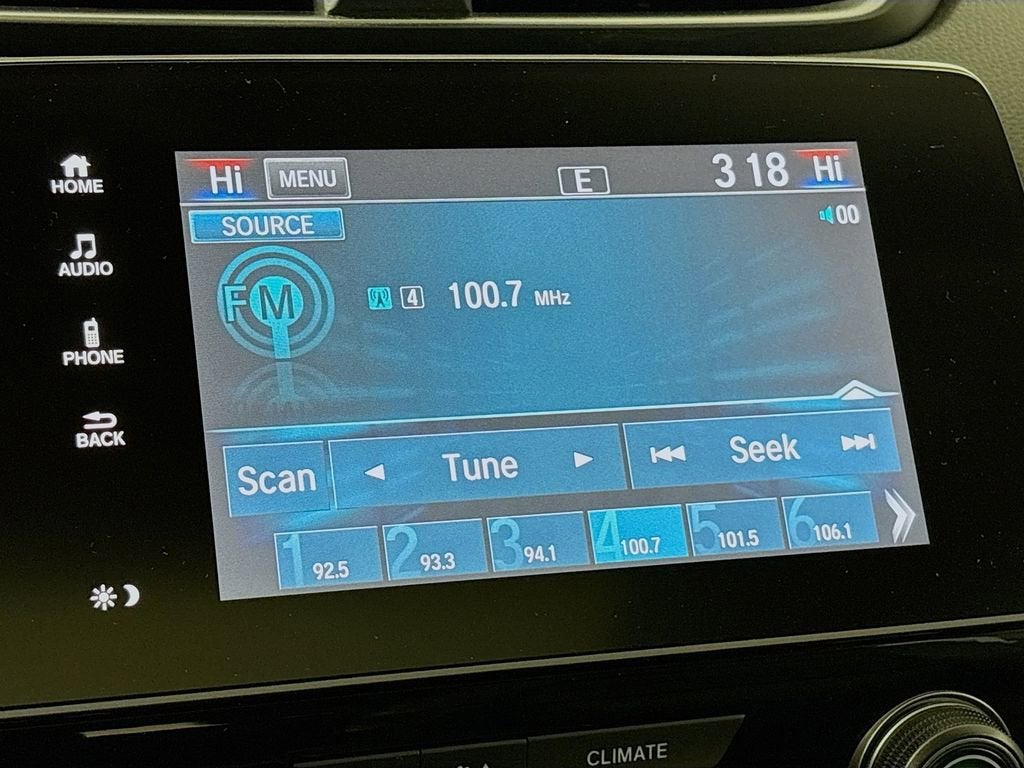 HOME
AUDIO
PHONE
BACK
Hi MENU E 3 18 Hi
SOURCE 00
FM 4 100.7 MHz
Scan Tune Seek
1 92.5 2 93.3 3 94.1 4 100.7 5 101.5 6 106.1
CLIMATE